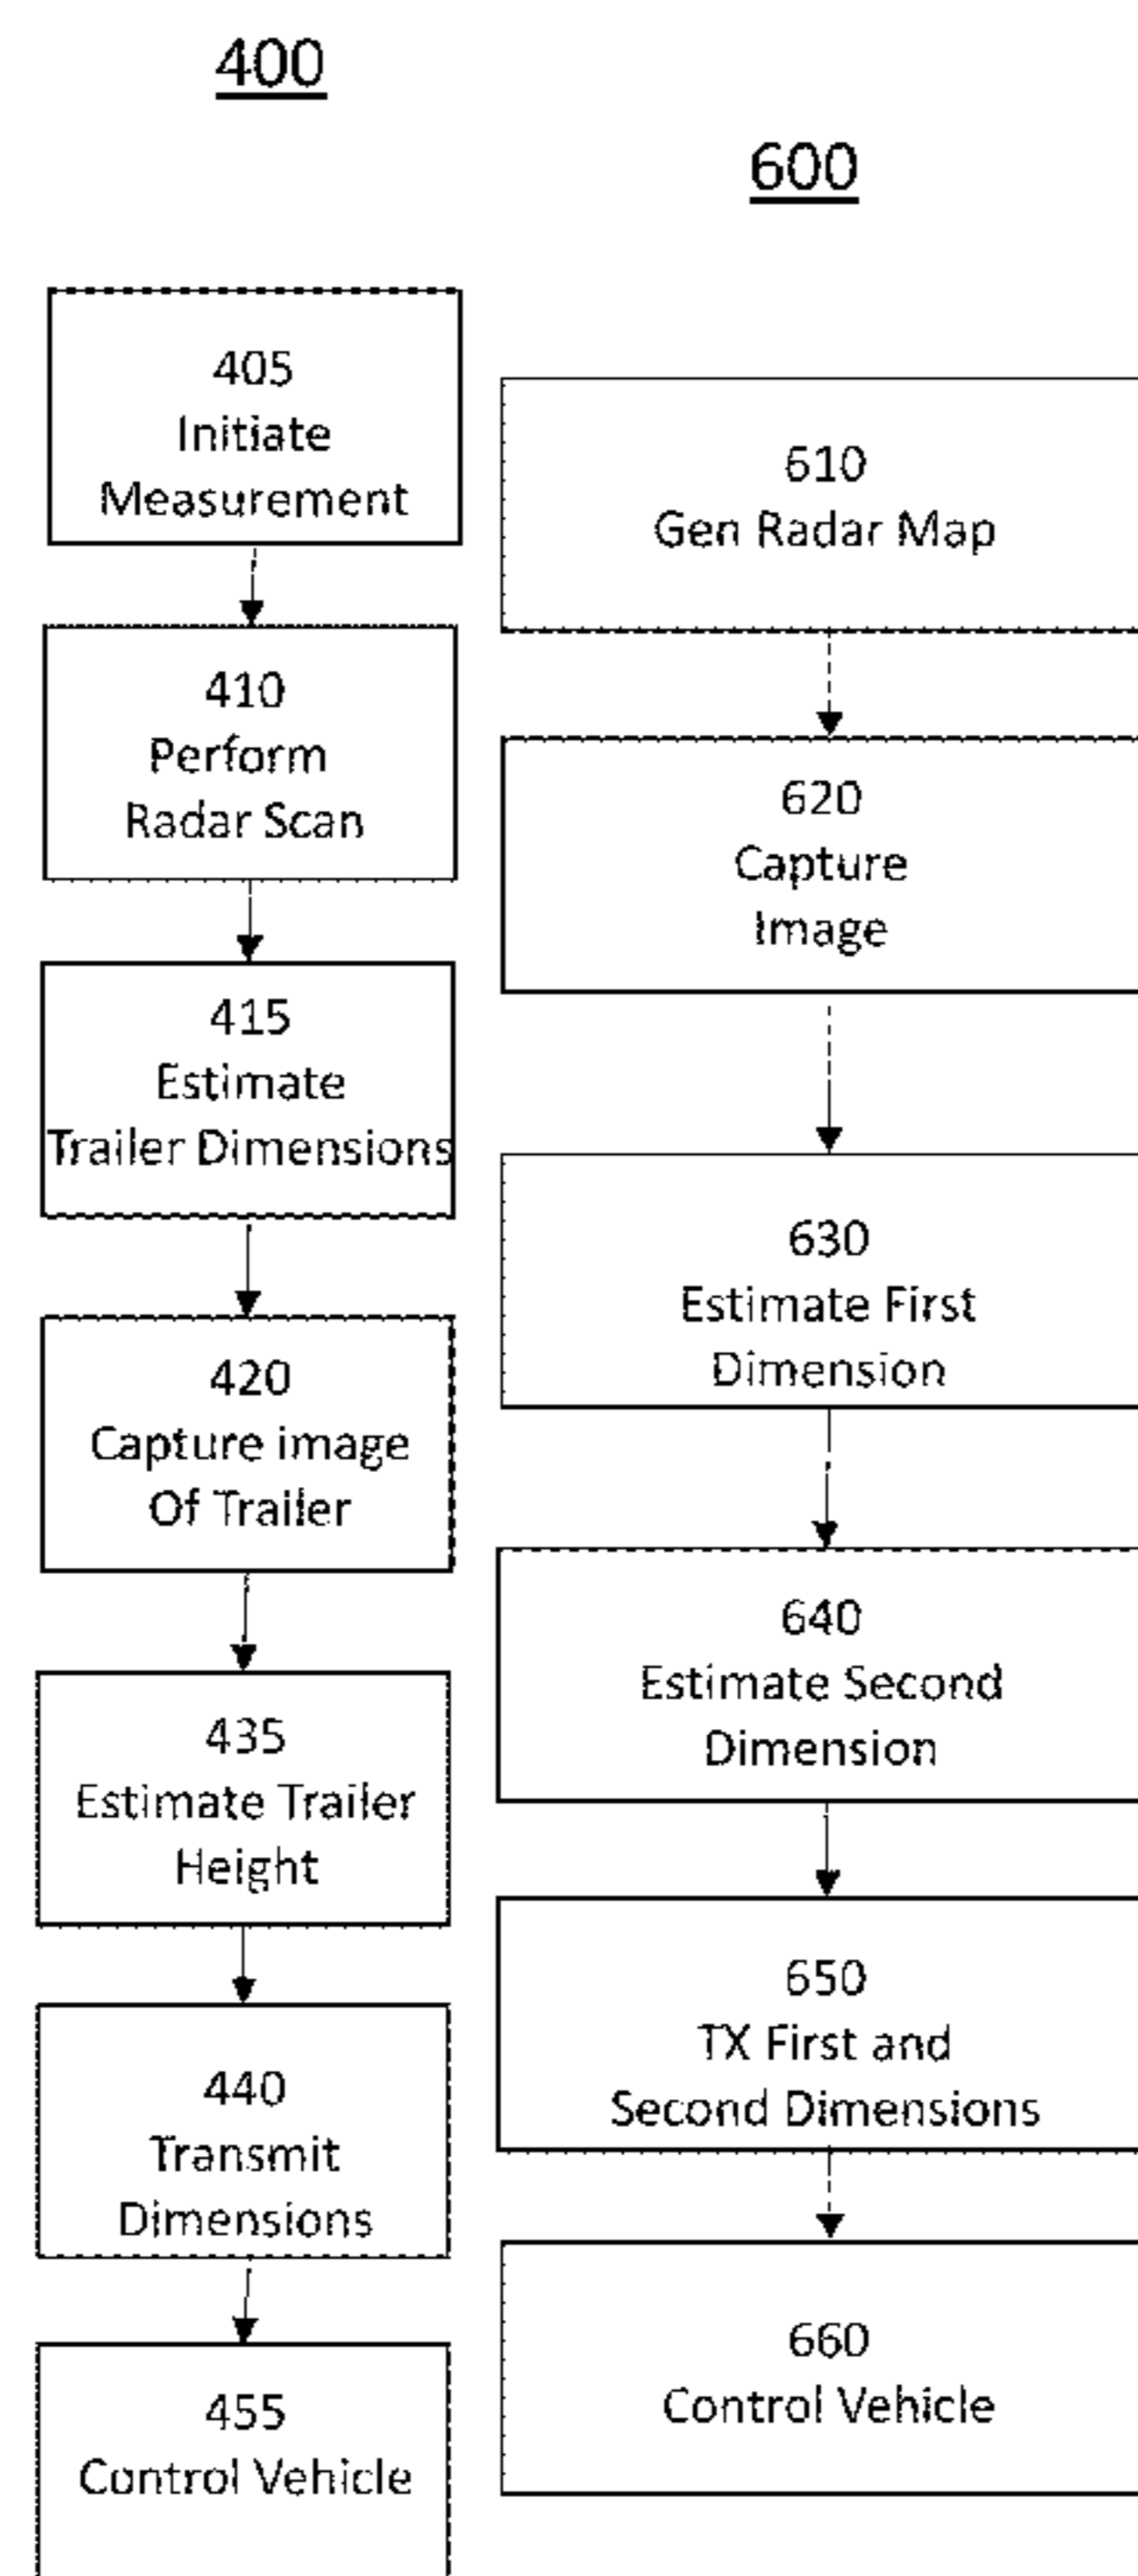 400
405
Initiate
Measurement
410
Perform
Radar Scan
415
Estimate
Trailer Dimensions
420
Capture image
Of Trailer
435
Estimate Trailer
Height
440
Transmit
Dimensions
455
Control Vehicle
600
610
Gen Radar Map
620
Capture
Image
630
Estimate First
Dimension
640
Estimate Second
Dimension
650
TX First and
Second Dimensions
660
Control Vehicle